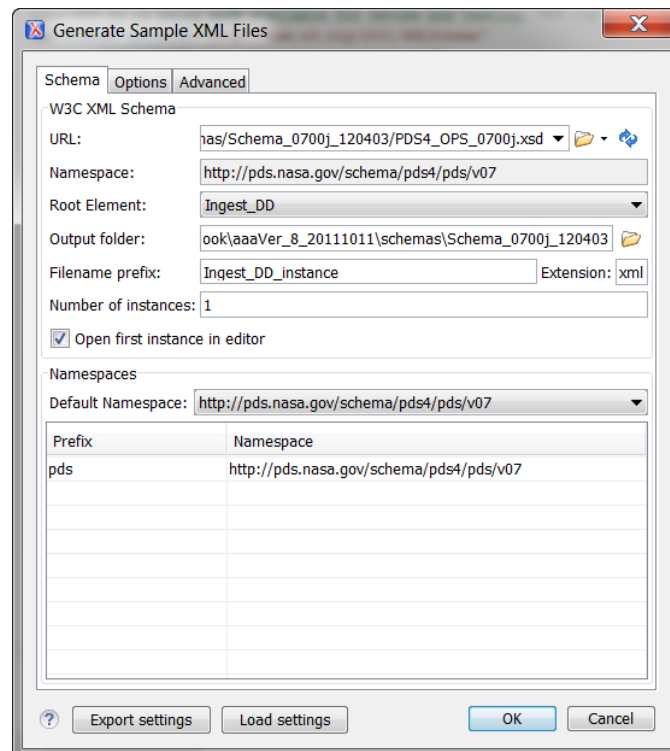 Generate Sample XML Files
Schema Options Advanced
W3C XML Schema
URL: nas/Schema_0700j_120403/PDS4_OPS_0700j.xsd
Namespace: http://pds.nasa.gov/schema/pds4/pds/v07
Root Element: Ingest_DD
Output folder: ook\aaaVer_8_20111011\schemas\Schema_0700j_120403
Filename prefix: Ingest_DD_instance Extension: xml
Number of instances: 1
Open first instance in editor
Namespaces
Default Namespace: http://pds.nasa.gov/schema/pds4/pds/v07
Prefix Namespace
pds http://pds.nasa.gov/schema/pds4/pds/v07
? Export settings Load settings OK Cancel